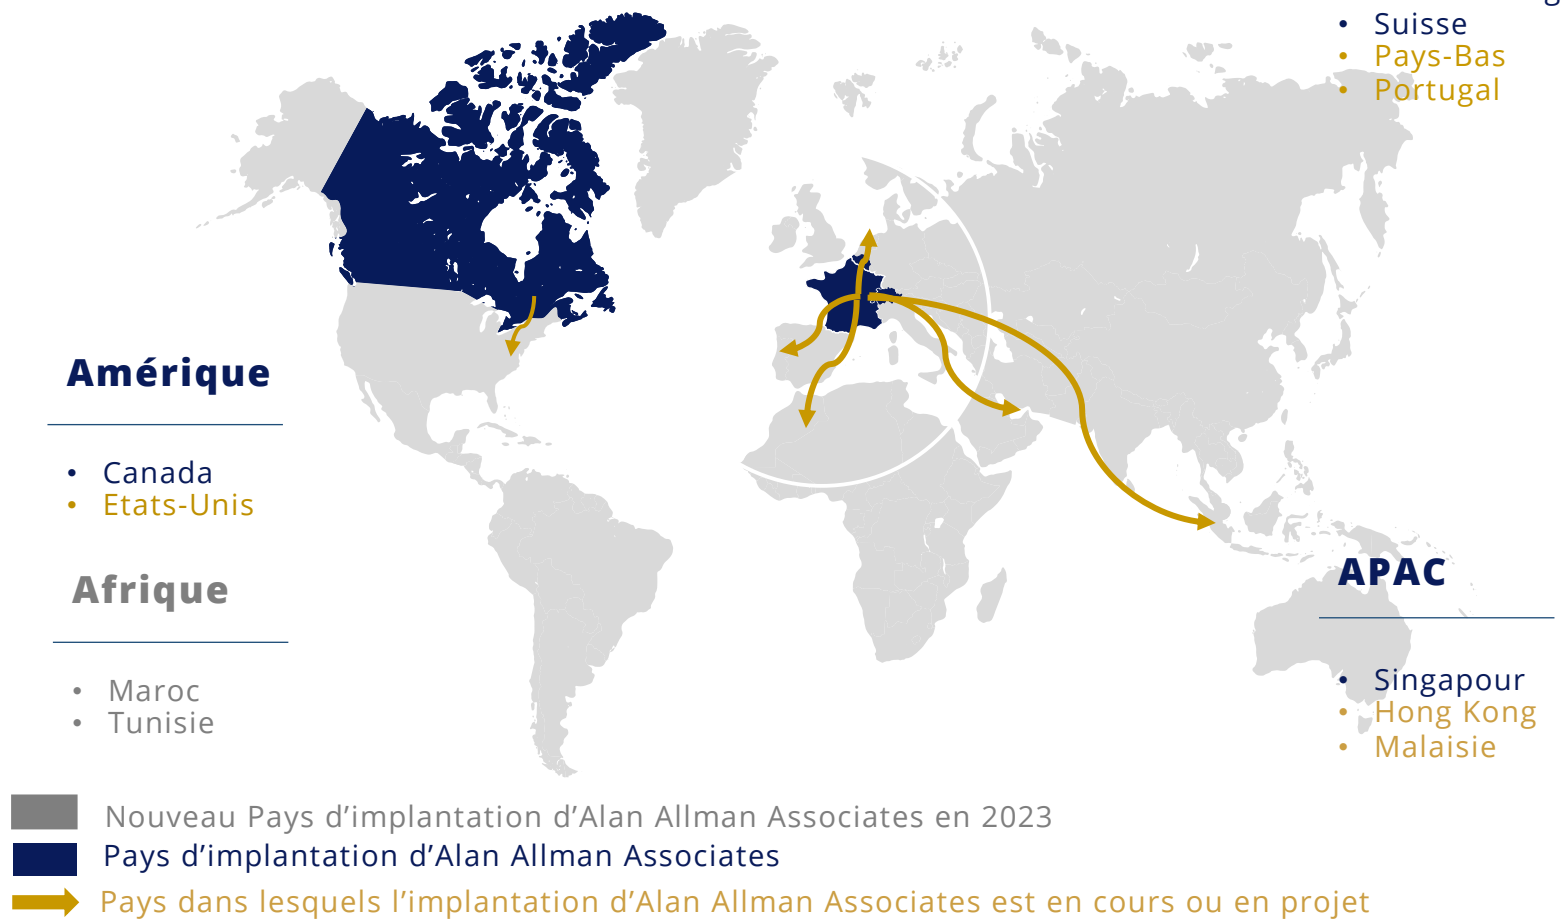 • Suisse
• Pays-Bas
• Portugal
Amérique
• Canada
• Etats-Unis
Afrique
• Maroc
• Tunisie
APAC
• Singapour
• Hong Kong
• Malaisie
Nouveau Pays d’implantation d’Alan Allman Associates en 2023
Pays d’implantation d’Alan Allman Associates
Pays dans lesquels l’implantation d’Alan Allman Associates est en cours ou en projet